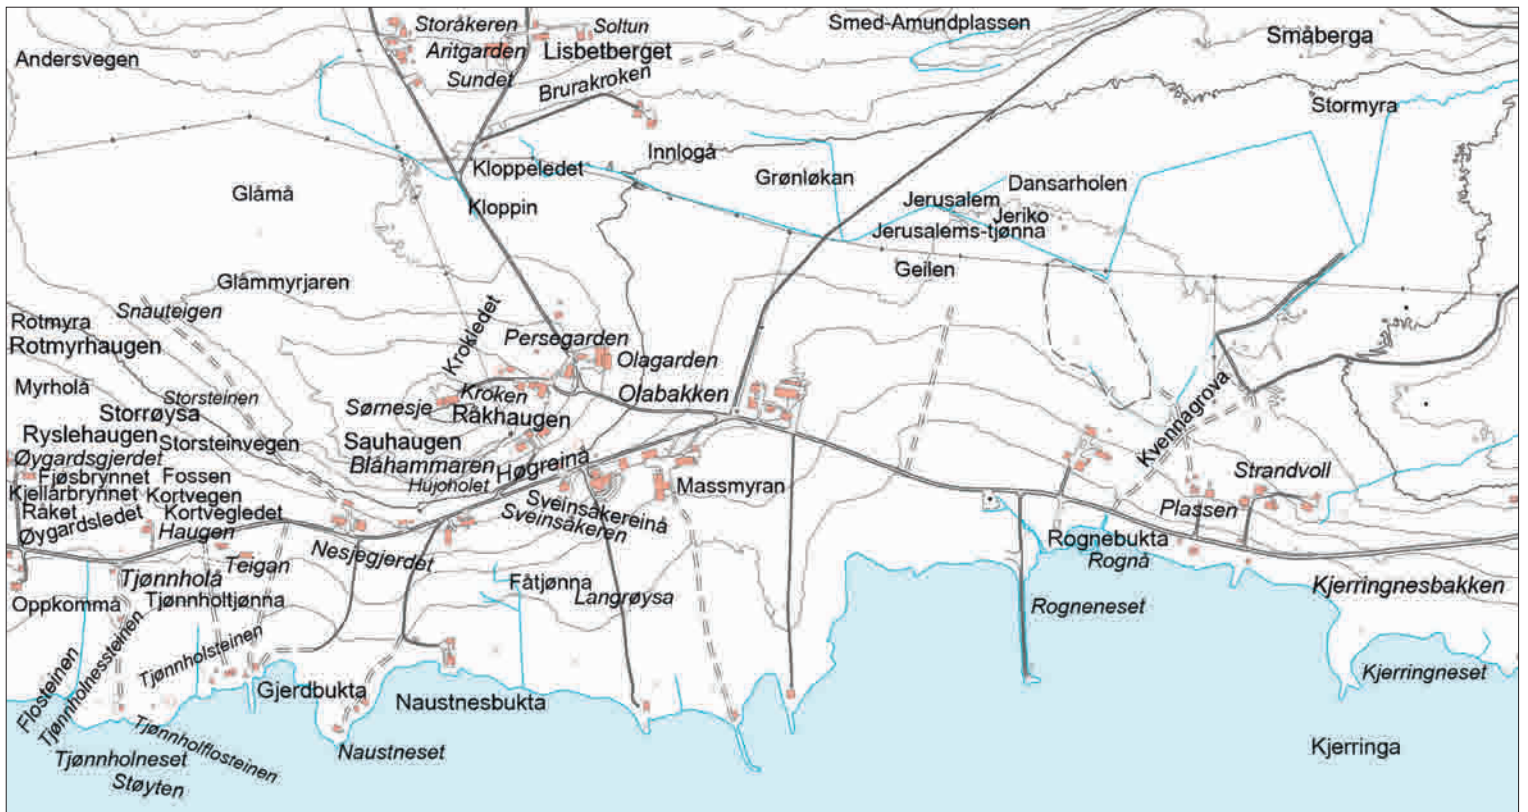 Storåkeren
Soltun
Smed-Amundplassen
Småberga
Andersvegen
Aritgarden
Lisbetberget
Sundet
Brurakroken
Stormyra
Innlogå
Kloppeledet
Grønløkan
Dansarholen
Glåmå
Kloppin
Jerusalem
Jeriko
Jerusalems-tjønna
Geilen
Glåmmyrjaren
Snauteigen
Rotmyra
Rotmyrhaugen
Krokledet
Persegarden
Olagarden
Myrholå
Storsteinen
Sørnesje
Kroken
Olabakken
Storrøysa
Råkhaugen
Kvennagrova
Ryslehaugen
Storsteinvegen
Sauhaugen
Øygardsgjerdet
Blåhammaren
Høgreinå
Strandvoll
Fjøsbrynnet
Fossen
Hujoholet
Massmyran
Kjellarbrynnet
Kortvegen
Sveinsåkereinå
Plassen
Råket
Kortvegledet
Sveinsåkeren
Øygardsledet
Haugen
Nesjegjerdet
Rognebukta
Teigan
Rognå
Tjønnholå
Fåtjønna
Kjerringnesbakken
Oppkommå
Tjønnholtjønna
Langrøysa
Rogneneset
Tjønnholsteinen
Flosteinen
Tjønnholnessteinen
Kjerringneset
Gjerdbukta
Naustnesbukta
Tjønnholflosteinen
Naustneset
Kjerringa
Tjønnholneset
Støyten